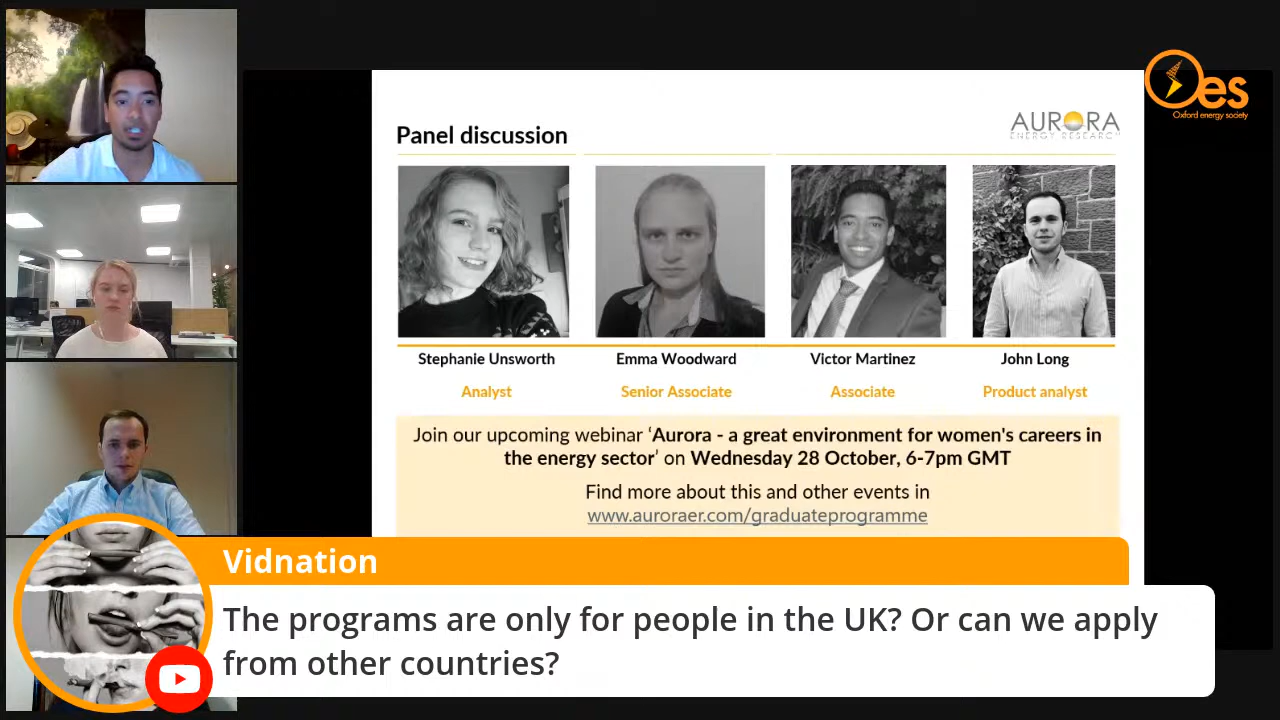 es
Oxford energy society
AURORA
ENERGY RESEARCH
Panel discussion
Stephanie Unsworth
Analyst
Emma Woodward
Senior Associate
Victor Martinez
Associate
John Long
Product analyst
Join our upcoming webinar ‘Aurora - a great environment for women's careers in
the energy sector’ on Wednesday 28 October, 6-7pm GMT
Find more about this and other events in
www.auroraer.com/graduateprogramme
Vidnation
The programs are only for people in the UK? Or can we apply
from other countries?